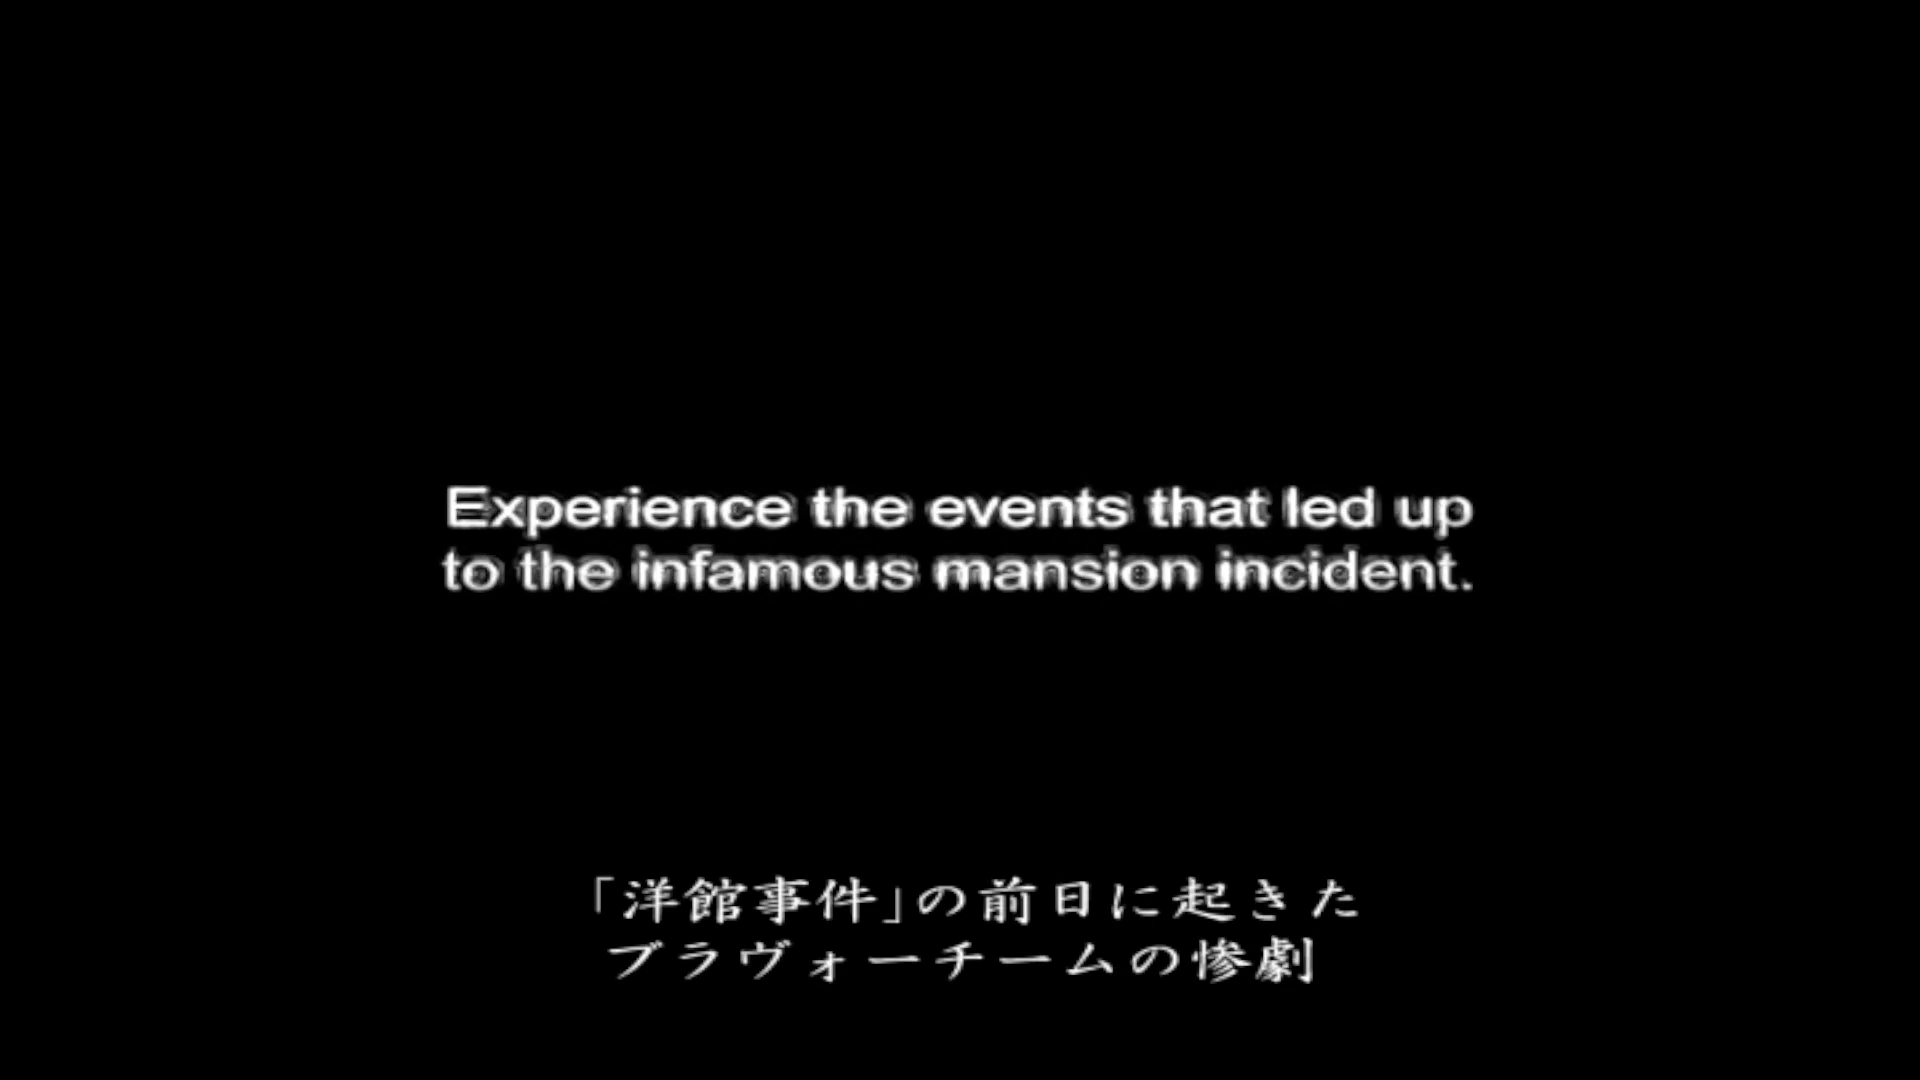 Experience the events that led up
to the infamous mansion incident.
「洋館事件」の前日に起きた
ブラヴォーチームの惨劇